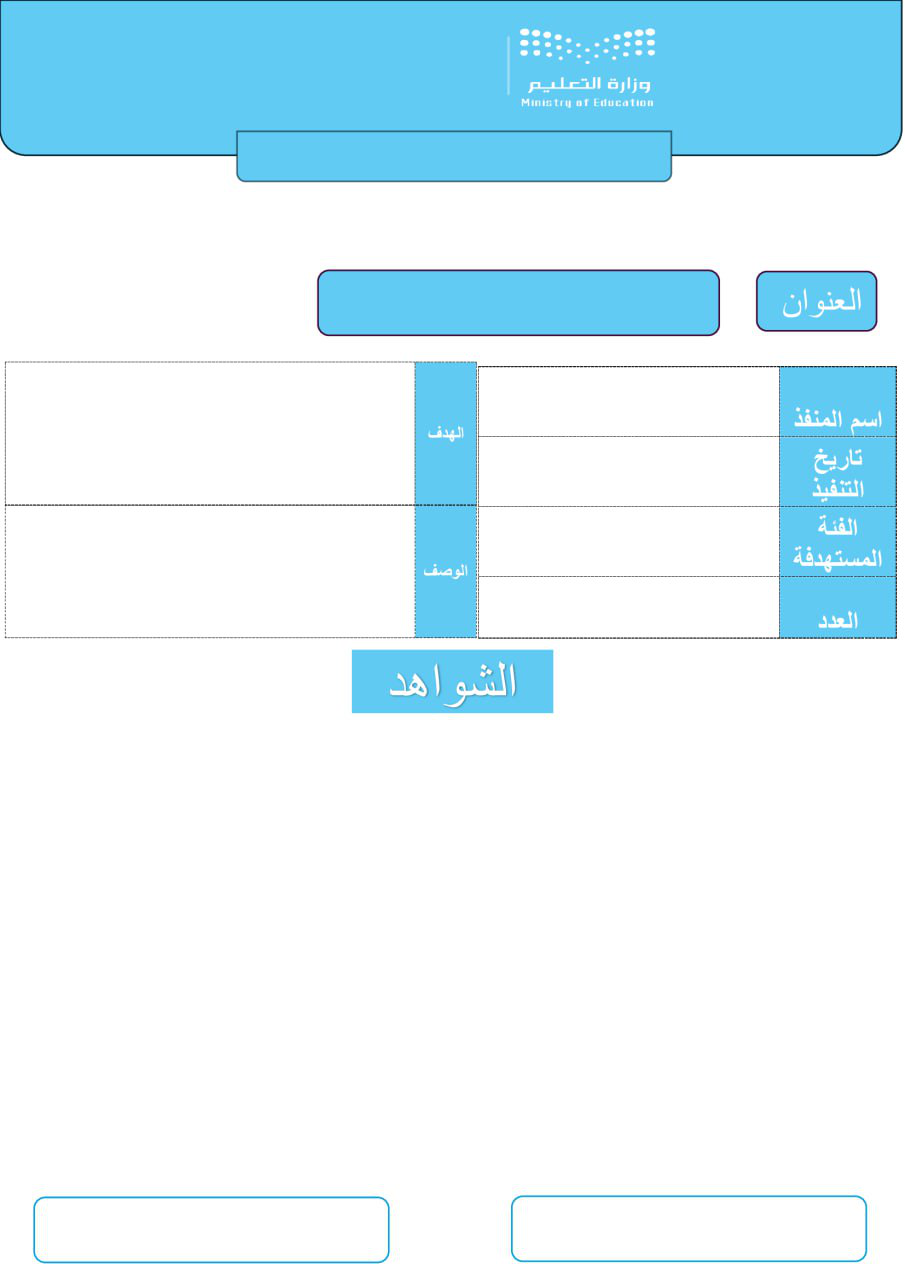 وزارة التعليم
Ministry of Education
العنوان
اسم المنفذ
تاريخ
التنفيذ
الفئة
المستهدفة
العدد
الهدف
الوصف
الشواهد